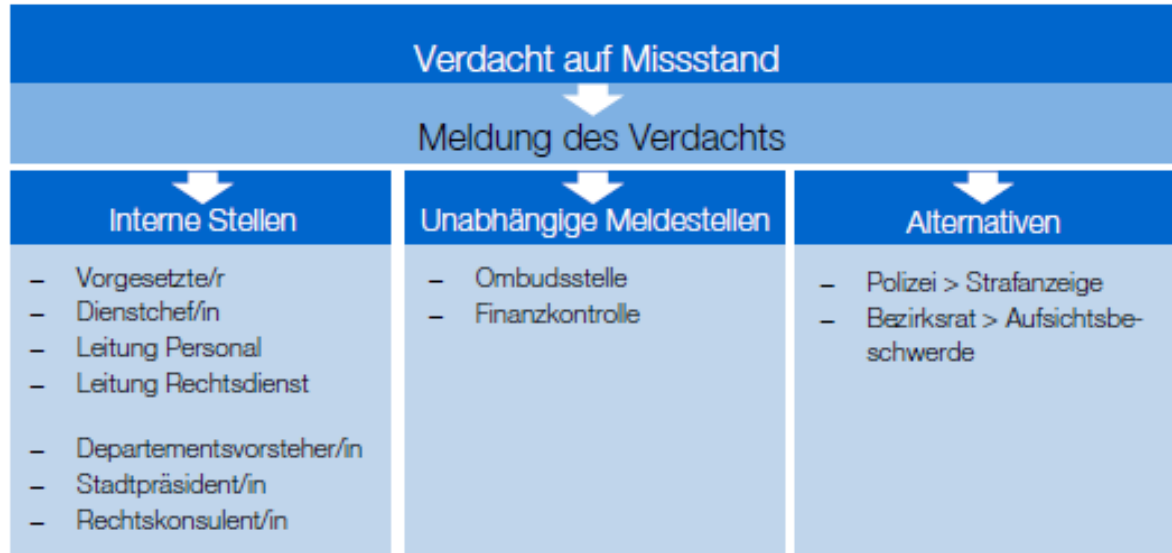 Verdacht auf Missstand
Meldung des Verdachts
Interne Stellen
– Vorgesetzte/r
– Dienstchef/in
– Leitung Personal
– Leitung Rechtsdienst
– Departementsvorsteher/in
– Stadtpräsident/in
– Rechtskonsulent/in
Unabhängige Meldestellen
– Ombudsstelle
– Finanzkontrolle
Alternativen
– Polizei > Strafanzeige
– Bezirksrat > Aufsichtsbe-
schwerde